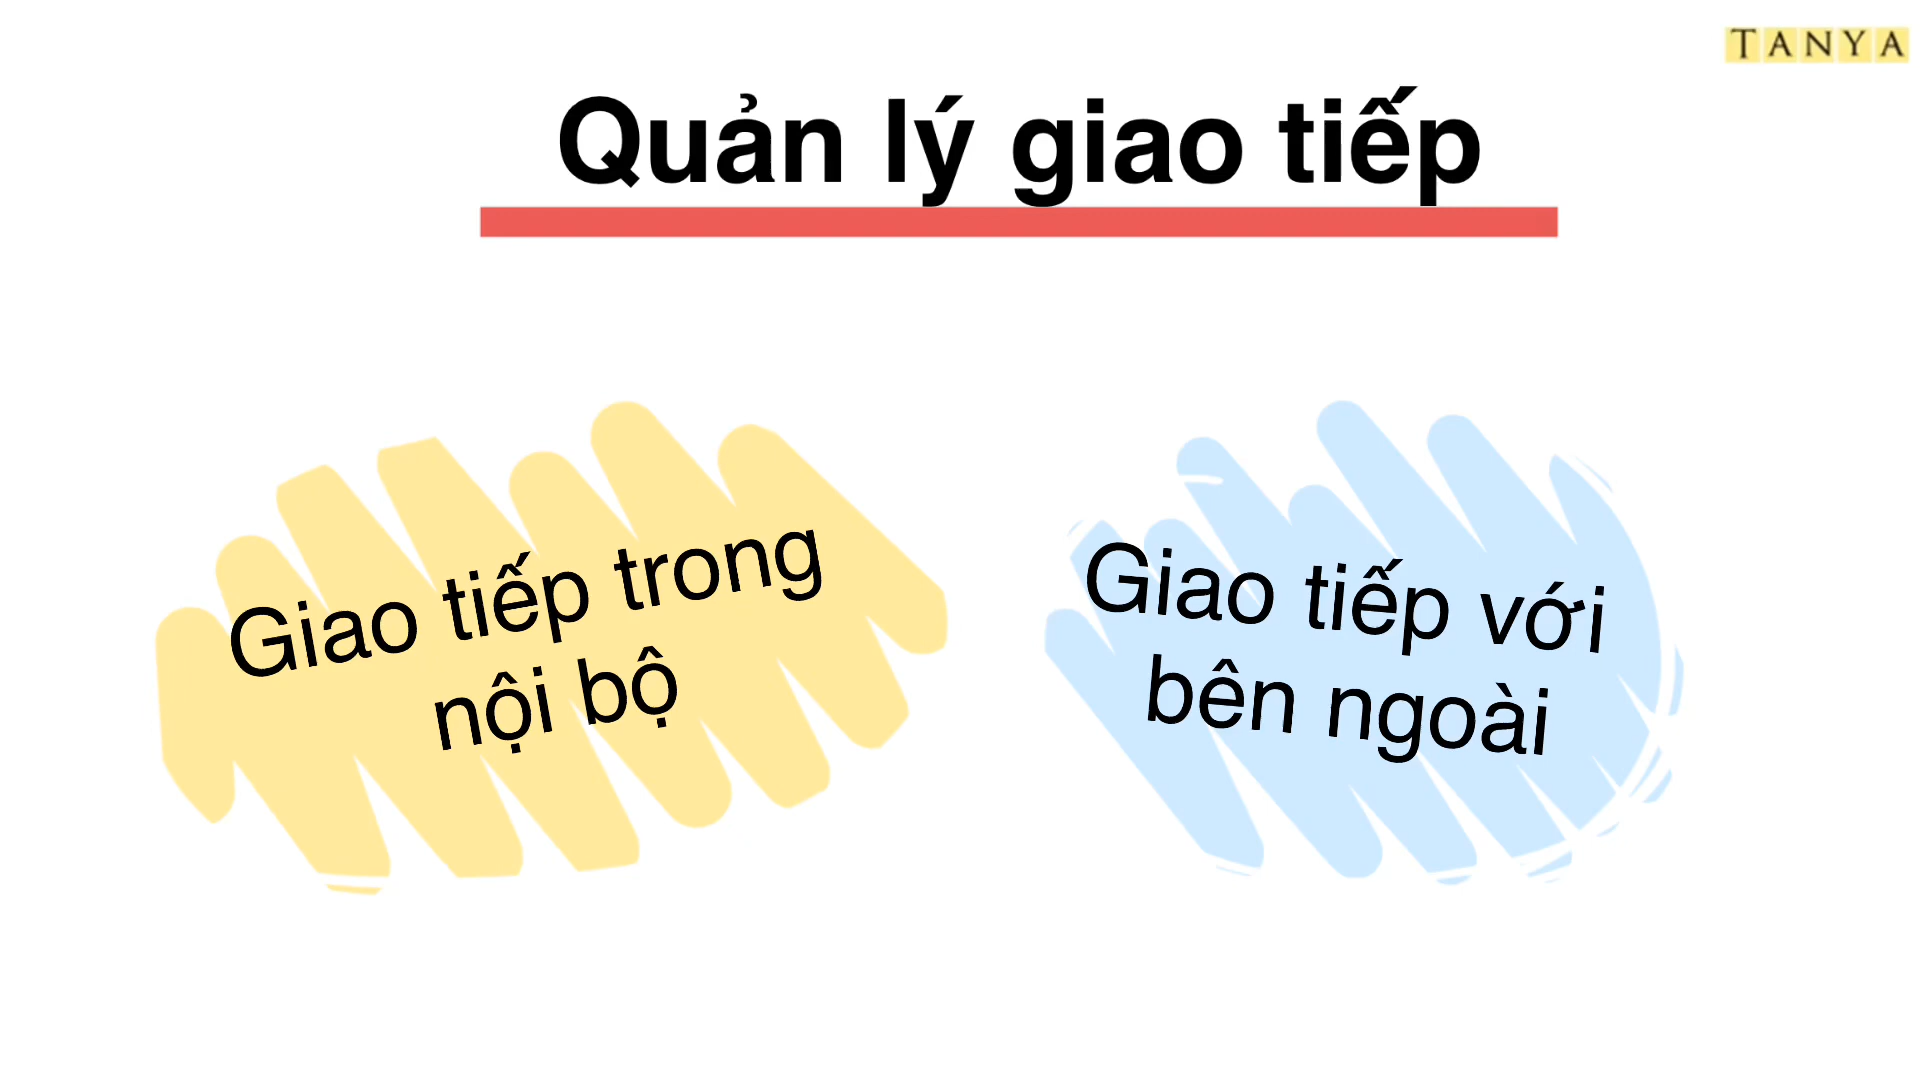 TANYA
Quản lý giao tiếp
Giao tiếp trong
nội bộ
Giao tiếp với
bên ngoài